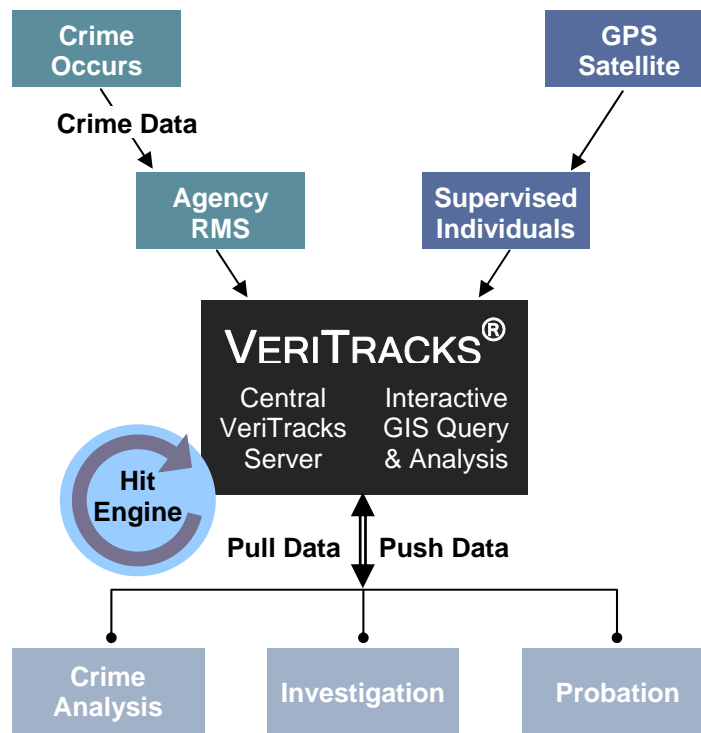 Crime
Occurs
GPS
Satellite
Crime Data
Agency
RMS
Supervised
Individuals
VERITRACKS®
Central
VeriTracks
Server
Interactive
GIS Query
& Analysis
Hit
Engine
Pull Data
Push Data
Crime
Analysis
Investigation
Probation